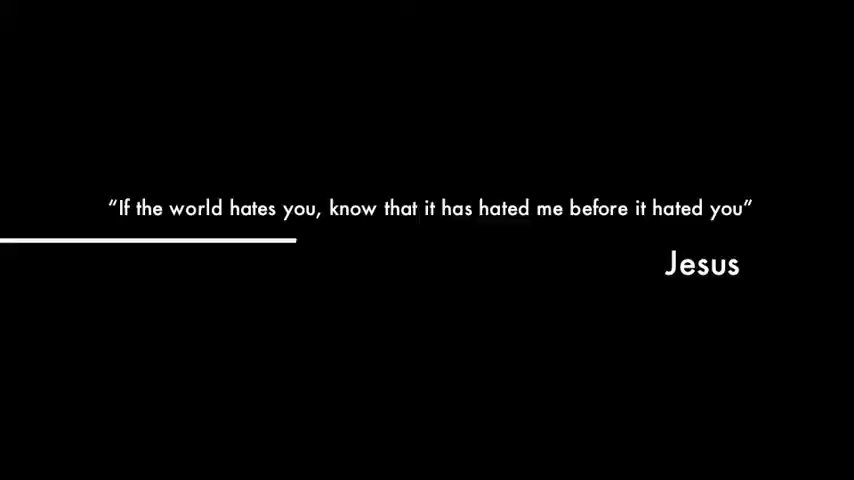 “If the world hates you, know that it has hated me before it hated you”
Jesus